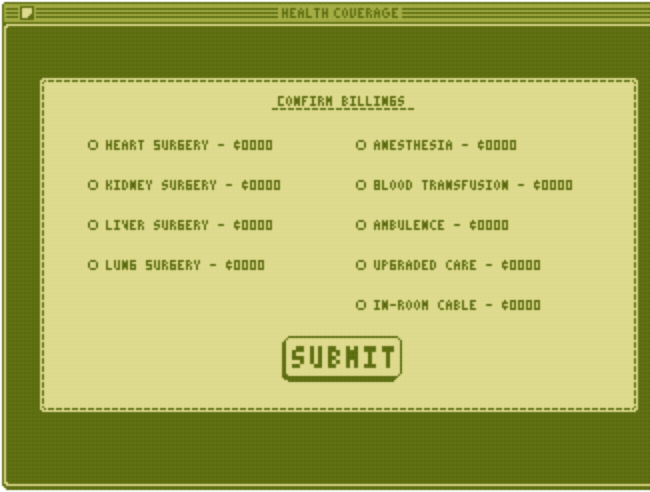 HEALTH COVERAGE
CONFIRM BILLINGS
HEART SURGERY - ¢0000
KIDNEY SURGERY - ¢0000
LIVER SURGERY - ¢0000
LUNG SURGERY - ¢0000
ANESTHESIA - ¢0000
BLOOD TRANSFUSION - ¢0000
AMBULENCE - ¢0000
UPGRADED CARE - ¢0000
IN-ROOM CABLE - ¢0000
SUBMIT